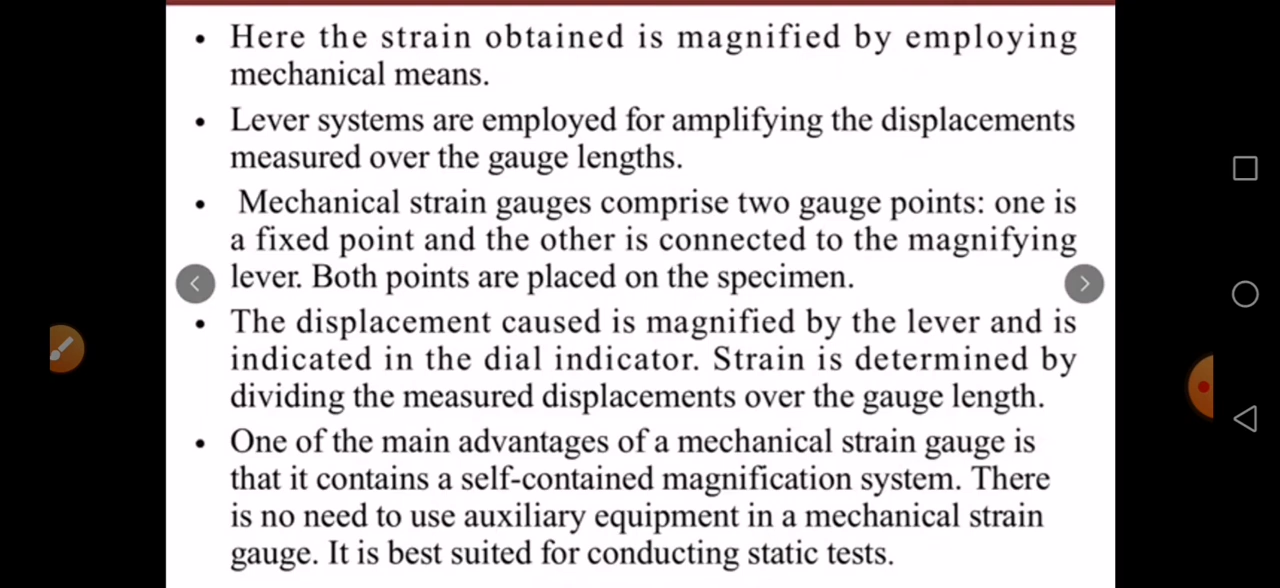 • Here the strain obtained is magnified by employing
mechanical means.
• Lever systems are employed for amplifying the displacements
measured over the gauge lengths.
• Mechanical strain gauges comprise two gauge points: one is
a fixed point and the other is connected to the magnifying
lever. Both points are placed on the specimen.
• The displacement caused is magnified by the lever and is
indicated in the dial indicator. Strain is determined by
dividing the measured displacements over the gauge length.
• One of the main advantages of a mechanical strain gauge is
that it contains a self-contained magnification system. There
is no need to use auxiliary equipment in a mechanical strain
gauge. It is best suited for conducting static tests.